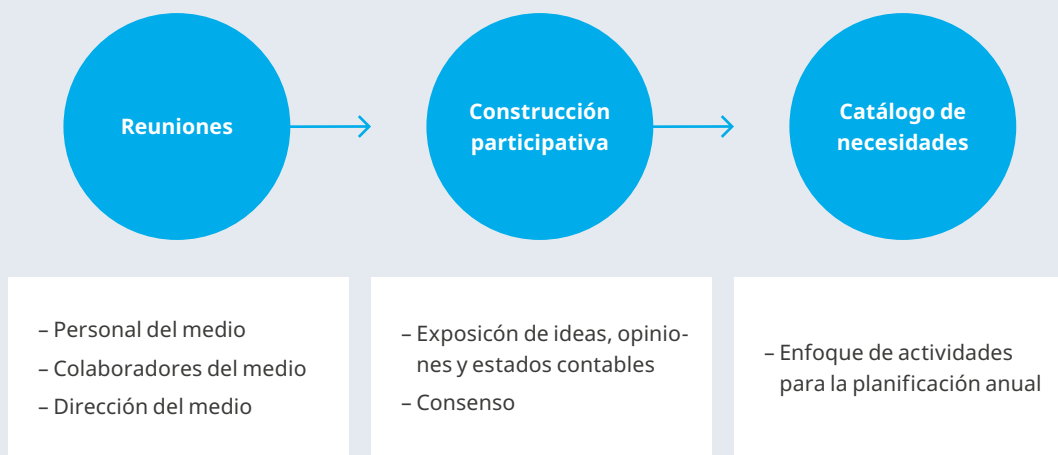 Reuniones
Construcción
participativa
Catálogo de
necesidades
– Personal del medio
– Colaboradores del medio
– Dirección del medio
– Exposicón de ideas, opinio-
nes y estados contables
– Consenso
– Enfoque de actividades
para la planificación anual